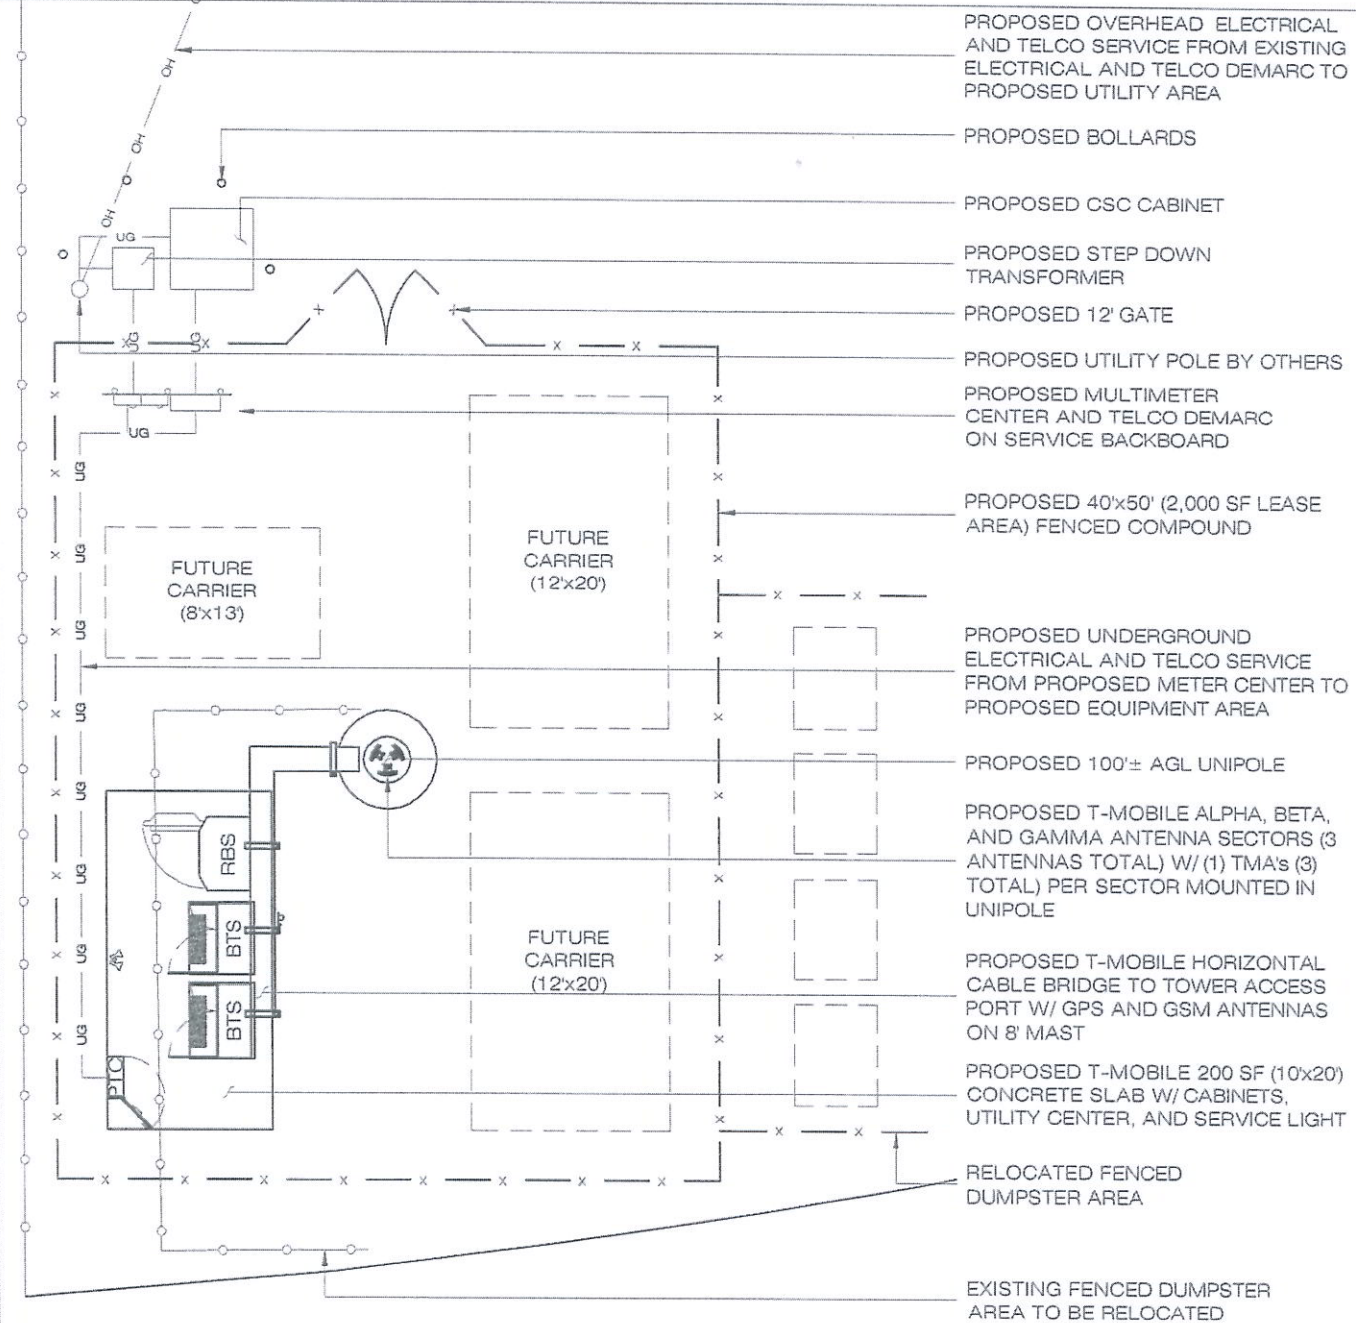 PROPOSED OVERHEAD ELECTRICAL
AND TELCO SERVICE FROM EXISTING
ELECTRICAL AND TELCO DEMARC TO
PROPOSED UTILITY AREA
PROPOSED BOLLARDS
PROPOSED CSC CABINET
PROPOSED STEP DOWN
TRANSFORMER
PROPOSED 12' GATE
PROPOSED UTILITY POLE BY OTHERS
PROPOSED MULTIMETER
CENTER AND TELCO DEMARC
ON SERVICE BACKBOARD
PROPOSED 40'x50' (2,000 SF LEASE
AREA) FENCED COMPOUND
PROPOSED UNDERGROUND
ELECTRICAL AND TELCO SERVICE
FROM PROPOSED METER CENTER TO
PROPOSED EQUIPMENT AREA
PROPOSED 100'± AGL UNIPOLE
PROPOSED T-MOBILE ALPHA, BETA,
AND GAMMA ANTENNA SECTORS (3
ANTENNAS TOTAL) W/ (1) TMA's (3)
TOTAL) PER SECTOR MOUNTED IN
UNIPOLE
PROPOSED T-MOBILE HORIZONTAL
CABLE BRIDGE TO TOWER ACCESS
PORT W/ GPS AND GSM ANTENNAS
ON 8' MAST
PROPOSED T-MOBILE 200 SF (10'x20')
CONCRETE SLAB W/ CABINETS,
UTILITY CENTER, AND SERVICE LIGHT
RELOCATED FENCED
DUMPSTER AREA
EXISTING FENCED DUMPSTER
AREA TO BE RELOCATED
OH
OH
OH
UG
UG
UG
UG
UG
UG
UG
UG
UG
UG
UG
UG
FUTURE
CARRIER
(8'x13')
FUTURE
CARRIER
(12'x20')
FUTURE
CARRIER
(12'x20')
RBS
BTS
BTS
PTC